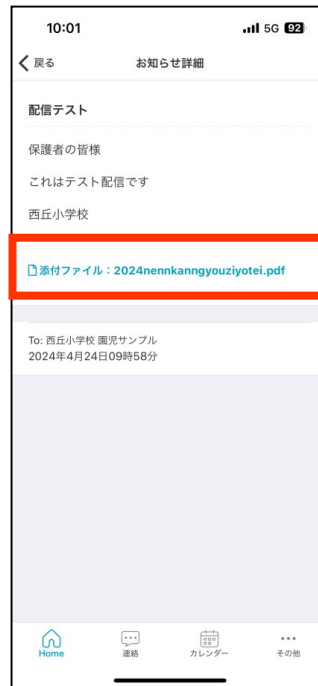 10:01 5G 92
戻る お知らせ詳細
配信テスト
保護者の皆様
これはテスト配信です
西丘小学校
添付ファイル：2024nennkanngyouziyotei.pdf
To: 西丘小学校 園児サンプル
2024年4月24日09時58分
Home 連絡 カレンダー その他